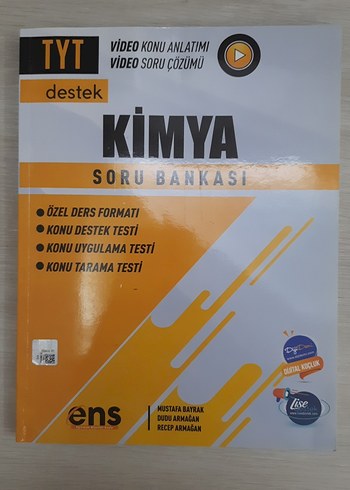 TYT
VİDEO KONU ANLATIMI
VİDEO SORU ÇÖZÜMÜ
destek
KİMYA
SORU BANKASI
ÖZEL DERS FORMATI
KONU DESTEK TESTİ
KONU UYGULAMA TESTİ
KONU TARAMA TESTİ
DİJİTAL KOÇLUK
Lise
ens
MUSTAFA BAYRAK
DUDU ARMAĞAN
RECEP ARMAĞAN